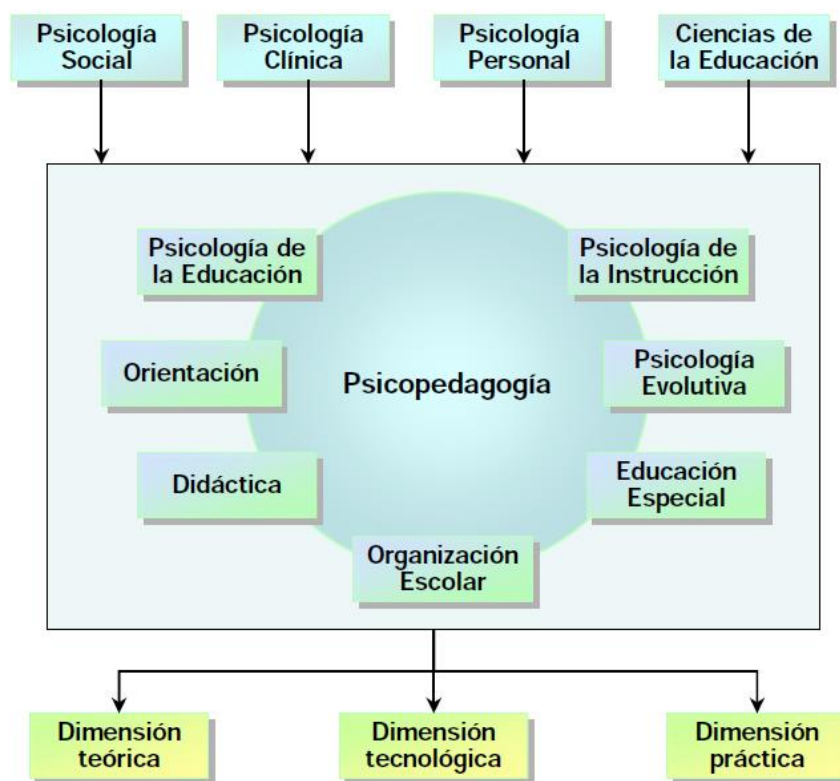 Psicología
Social
Psicología
Clínica
Psicología
Personal
Ciencias de
la Educación
Psicología de
la Educación
Psicología de
la Instrucción
Orientación
Psicopedagogía
Psicología
Evolutiva
Didáctica
Educación
Especial
Organización
Escolar
Dimensión
teórica
Dimensión
tecnológica
Dimensión
práctica